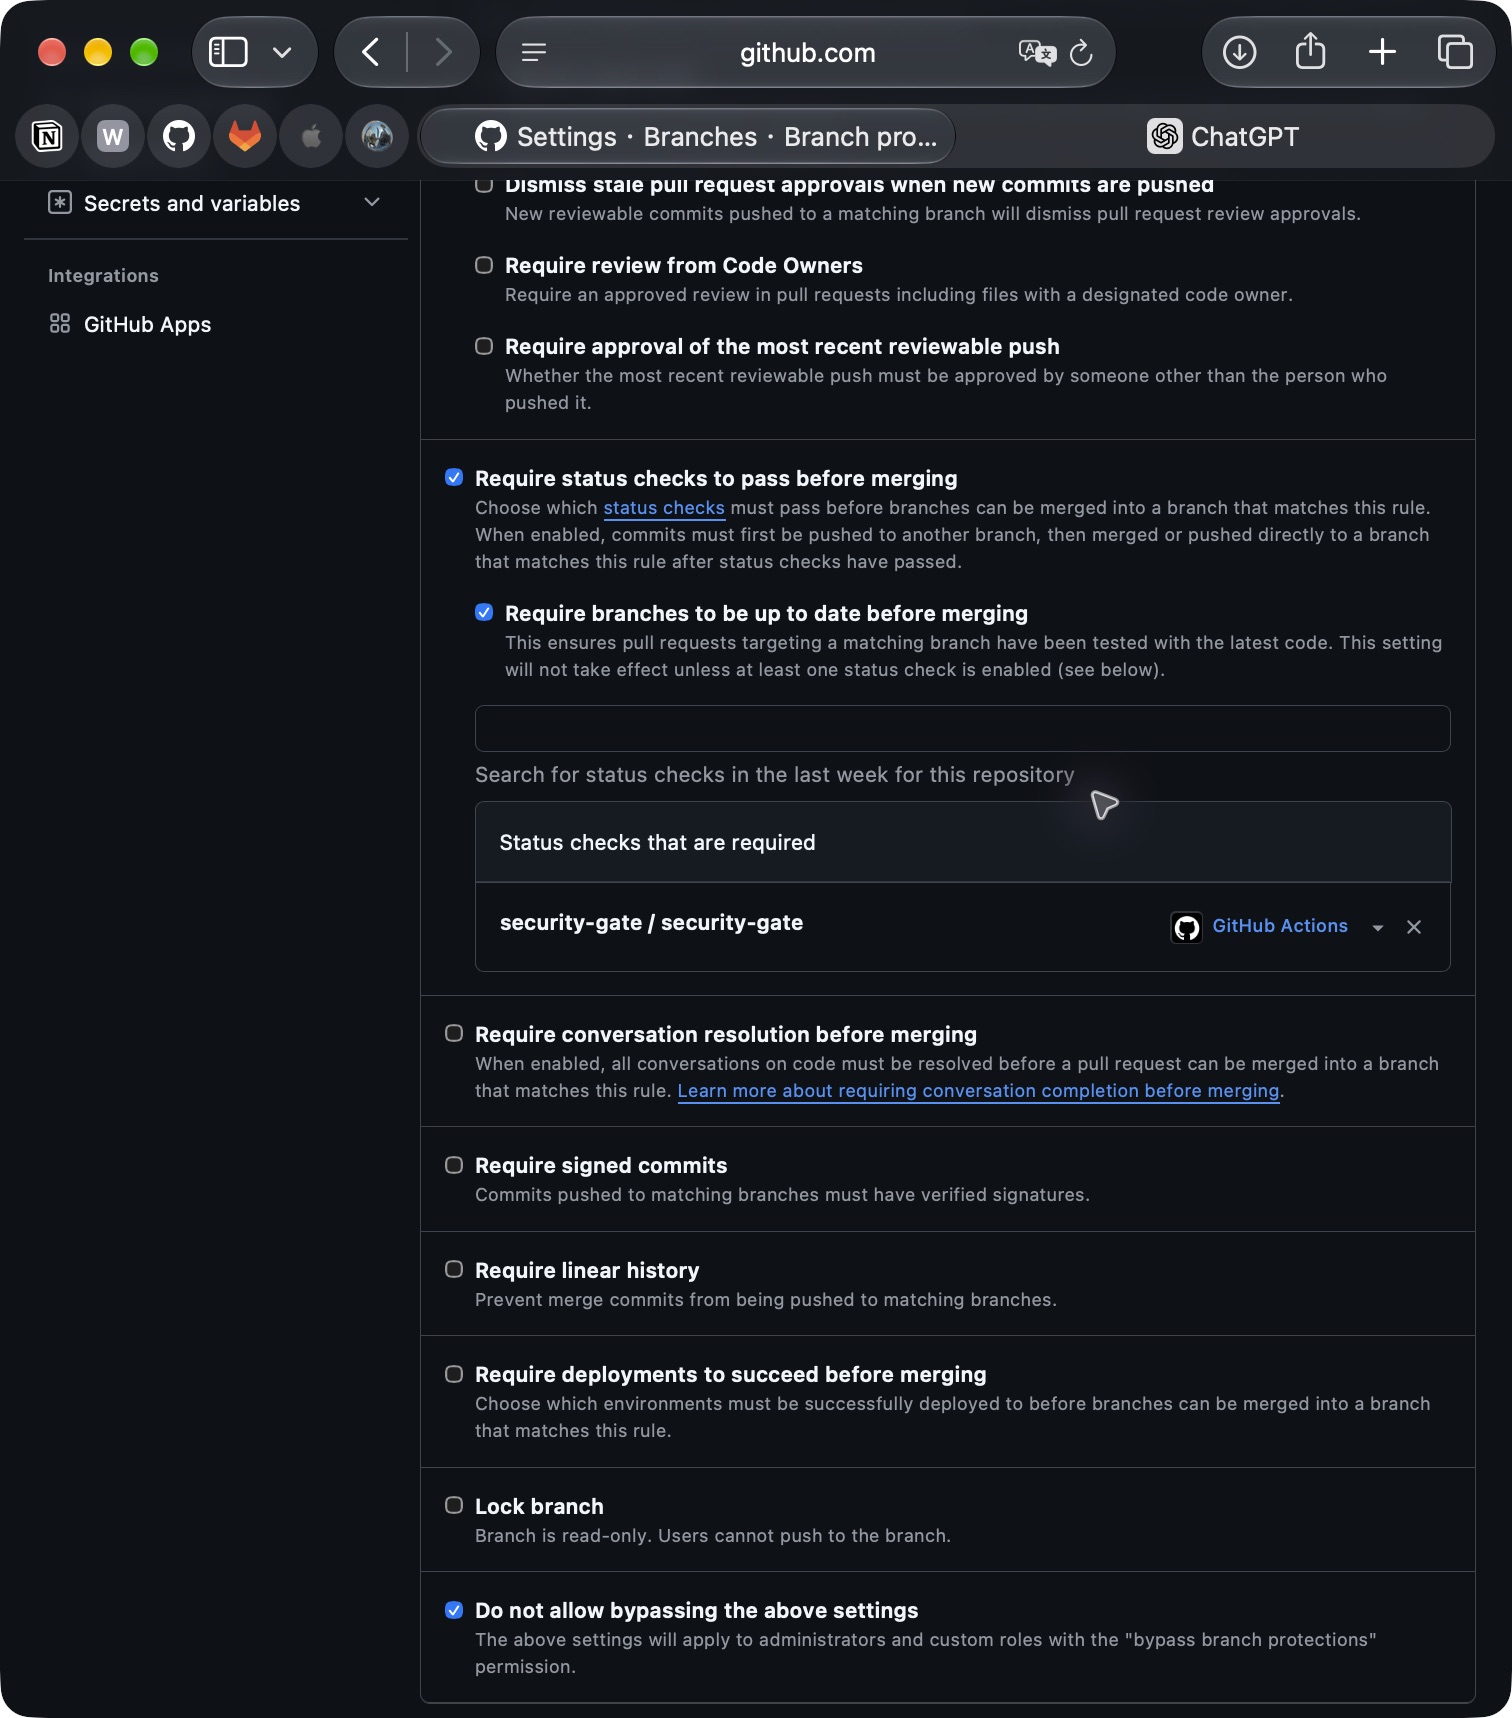 github.com
W
Settings · Branches · Branch pro...
ChatGPT
Secrets and variables
Integrations
GitHub Apps
Dismiss stale pull request approvals when new commits are pushed
New reviewable commits pushed to a matching branch will dismiss pull request review approvals.
Require review from Code Owners
Require an approved review in pull requests including files with a designated code owner.
Require approval of the most recent reviewable push
Whether the most recent reviewable push must be approved by someone other than the person who
pushed it.
Require status checks to pass before merging
Choose which status checks must pass before branches can be merged into a branch that matches this rule.
When enabled, commits must first be pushed to another branch, then merged or pushed directly to a branch
that matches this rule after status checks have passed.
Require branches to be up to date before merging
This ensures pull requests targeting a matching branch have been tested with the latest code. This setting
will not take effect unless at least one status check is enabled (see below).
Search for status checks in the last week for this repository
Status checks that are required
security-gate / security-gate
GitHub Actions
Require conversation resolution before merging
When enabled, all conversations on code must be resolved before a pull request can be merged into a branch
that matches this rule. Learn more about requiring conversation completion before merging.
Require signed commits
Commits pushed to matching branches must have verified signatures.
Require linear history
Prevent merge commits from being pushed to matching branches.
Require deployments to succeed before merging
Choose which environments must be successfully deployed to before branches can be merged into a branch
that matches this rule.
Lock branch
Branch is read-only. Users cannot push to the branch.
Do not allow bypassing the above settings
The above settings will apply to administrators and custom roles with the "bypass branch protections"
permission.